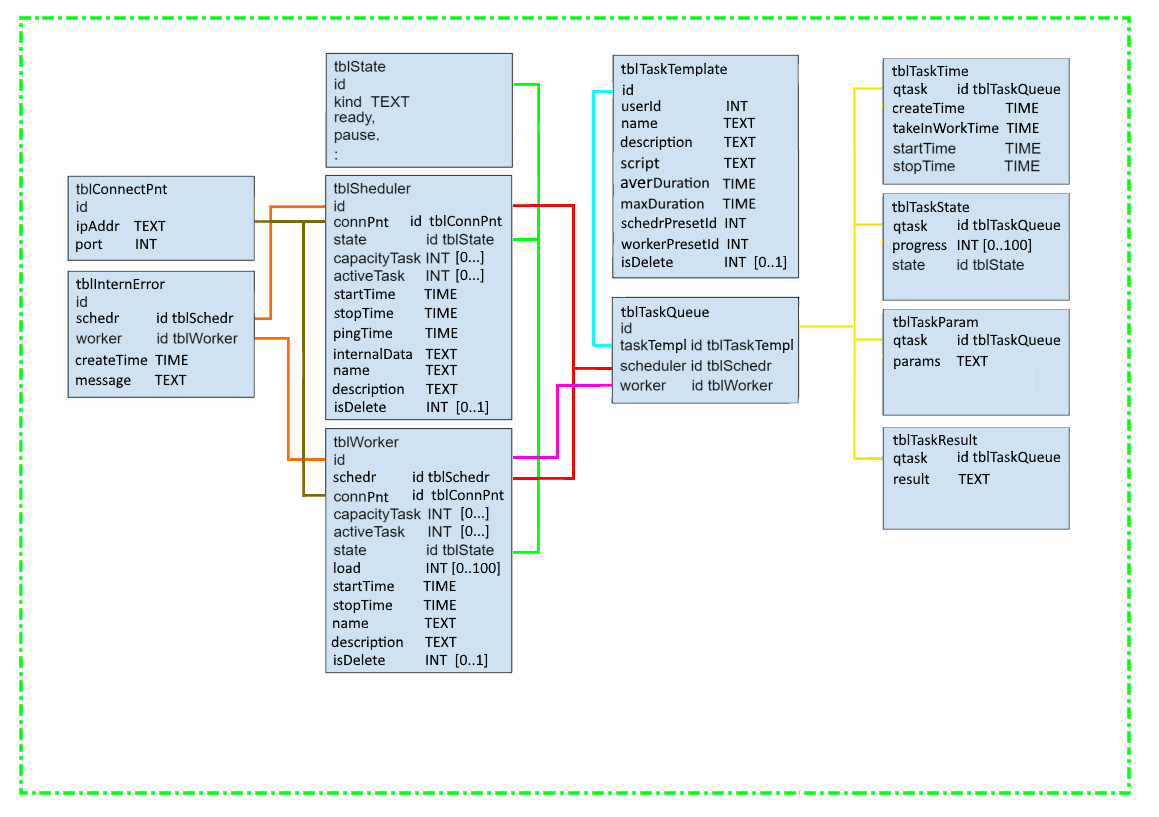 tblState
id
kind TEXT
ready,
pause.
:
tblConnectPnt
id
ipAddr TEXT
port INT
tblInternError
id
schedr id tblSchedr
worker id tblWorker
createTime TIME
message TEXT
tblSheduler
id
connPnt id tblConnPnt
state id tblState
capacityTask INT [0...]
activeTask INT [0...]
startTime TIME
stopTime TIME
pingTime TIME
internalData TEXT
name TEXT
description TEXT
isDelete INT [0..1]
tblWorker
id
schedr id tblSchedr
connPnt id tblConnPnt
capacityTask INT [0...]
activeTask INT [0...]
state id tblState
load INT [0..100]
startTime TIME
stopTime TIME
name TEXT
description TEXT
isDelete INT [0..1]
tblTaskTemplate
id
userId INT
name TEXT
description TEXT
script TEXT
averDuration TIME
maxDuration TIME
schedrPresetId INT
workerPresetId INT
isDelete INT [0..1]
tblTaskQueue
id
taskTempl id tblTaskTempl
scheduler id tblSchedr
worker id tblWorker
tblTaskTime
qtask id tblTaskQueue
createTime TIME
takeInWorkTime TIME
startTime TIME
stopTime TIME
tblTaskState
qtask id tblTaskQueue
progress INT [0..100]
state id tblState
tblTaskParam
qtask id tblTaskQueue
params TEXT
tblTaskResult
qtask id tblTaskQueue
result TEXT